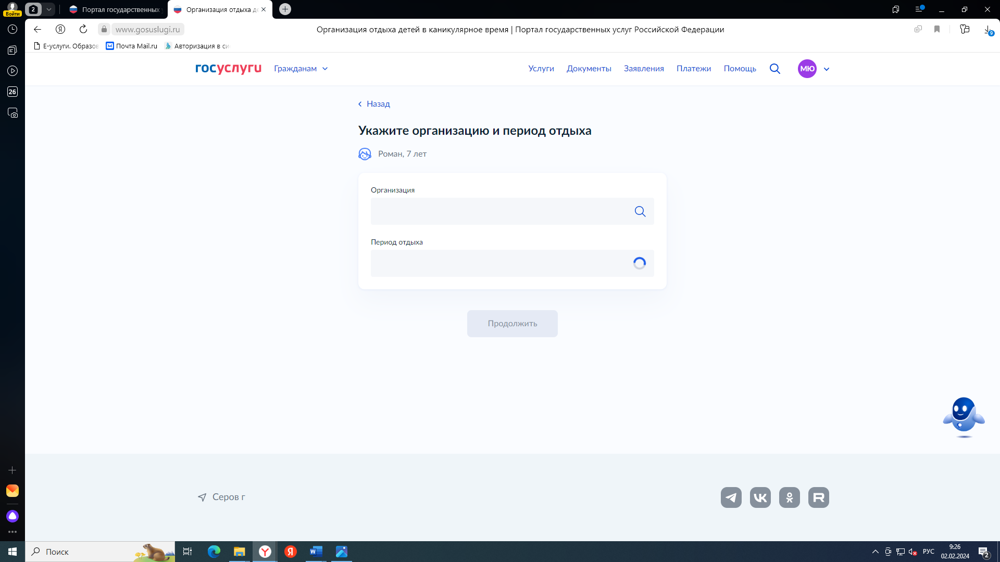 2
Портал государственных
Организация отдыха де
Войти
www.gosuslugi.ru
Организация отдыха детей в каникулярное время | Портал государственных услуг Российской Федерации
9
Е-услуги. Образов
Почта Mail.ru
Авторизация в си
26
госуслуги
Гражданам
Услуги
Документы
Заявления
Платежи
Помощь
МЮ
Назад
Укажите организацию и период отдыха
Роман, 7 лет
Организация
Период отдыха
Продолжить
Серов г
Поиск
РУС
9:26
02.02.2024
2